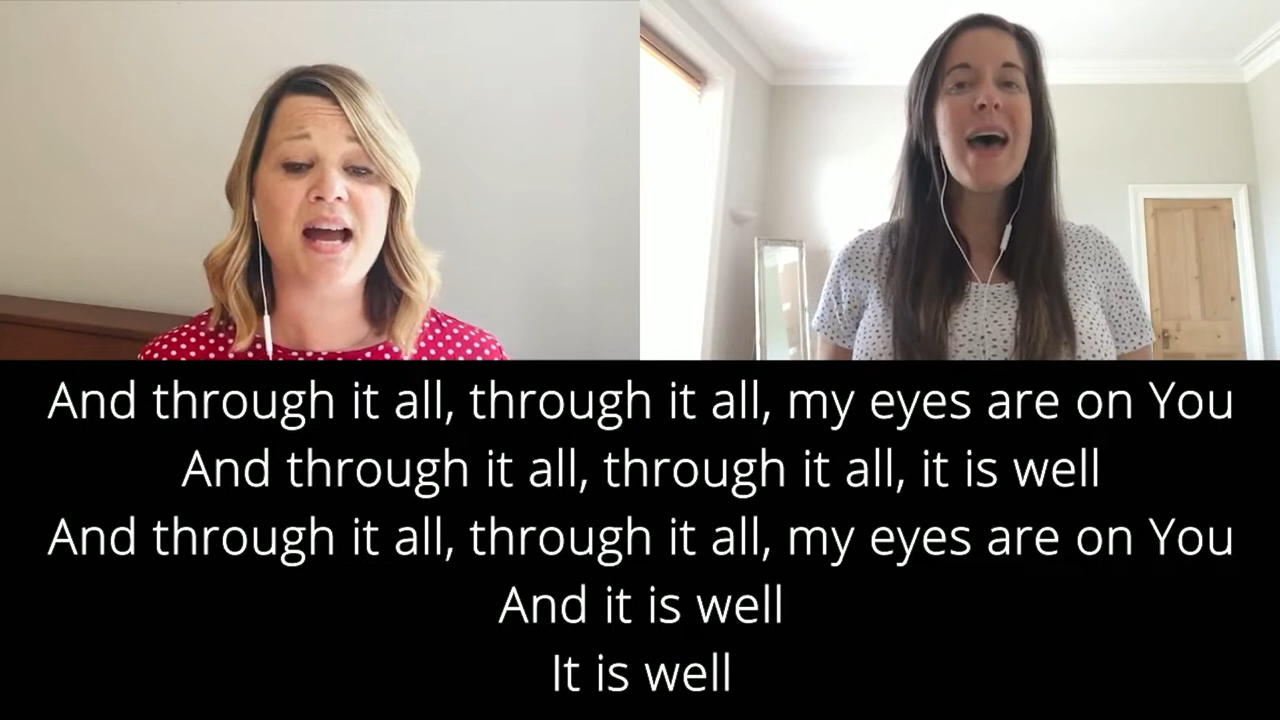 And through it all, through it all, my eyes are on You
And through it all, through it all, it is well
And through it all, through it all, my eyes are on You
And it is well
It is well